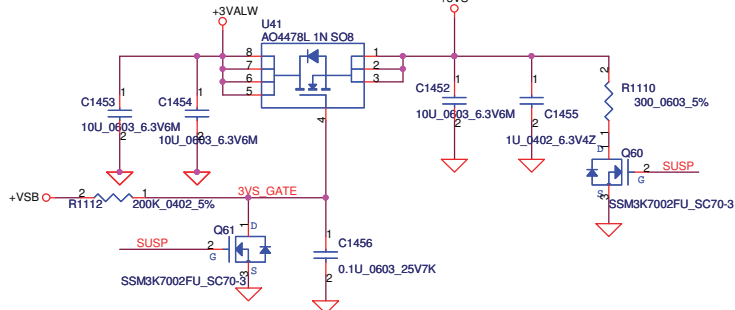 +3VALW
U41
AO4478L 1N SO8
8
7
6
5
1
2
3
4
C1453
1
10U_0603_6.3V6M
2
C1454
1
10U_0603_6.3V6M
2
C1452
1
10U_0603_6.3V6M
2
C1455
1
1U_0402_6.3V4Z
2
2
R1110
300_0603_5%
1
1
D
Q60
2
G
SUSP
S
3
SSM3K7002FU_SC70-3
+VSB
2
1
R1112
200K_0402_5%
3VS_GATE
SUSP
2
G
Q61
1
D
S
3
SSM3K7002FU_SC70-3
1
C1456
0.1U_0603_25V7K
2